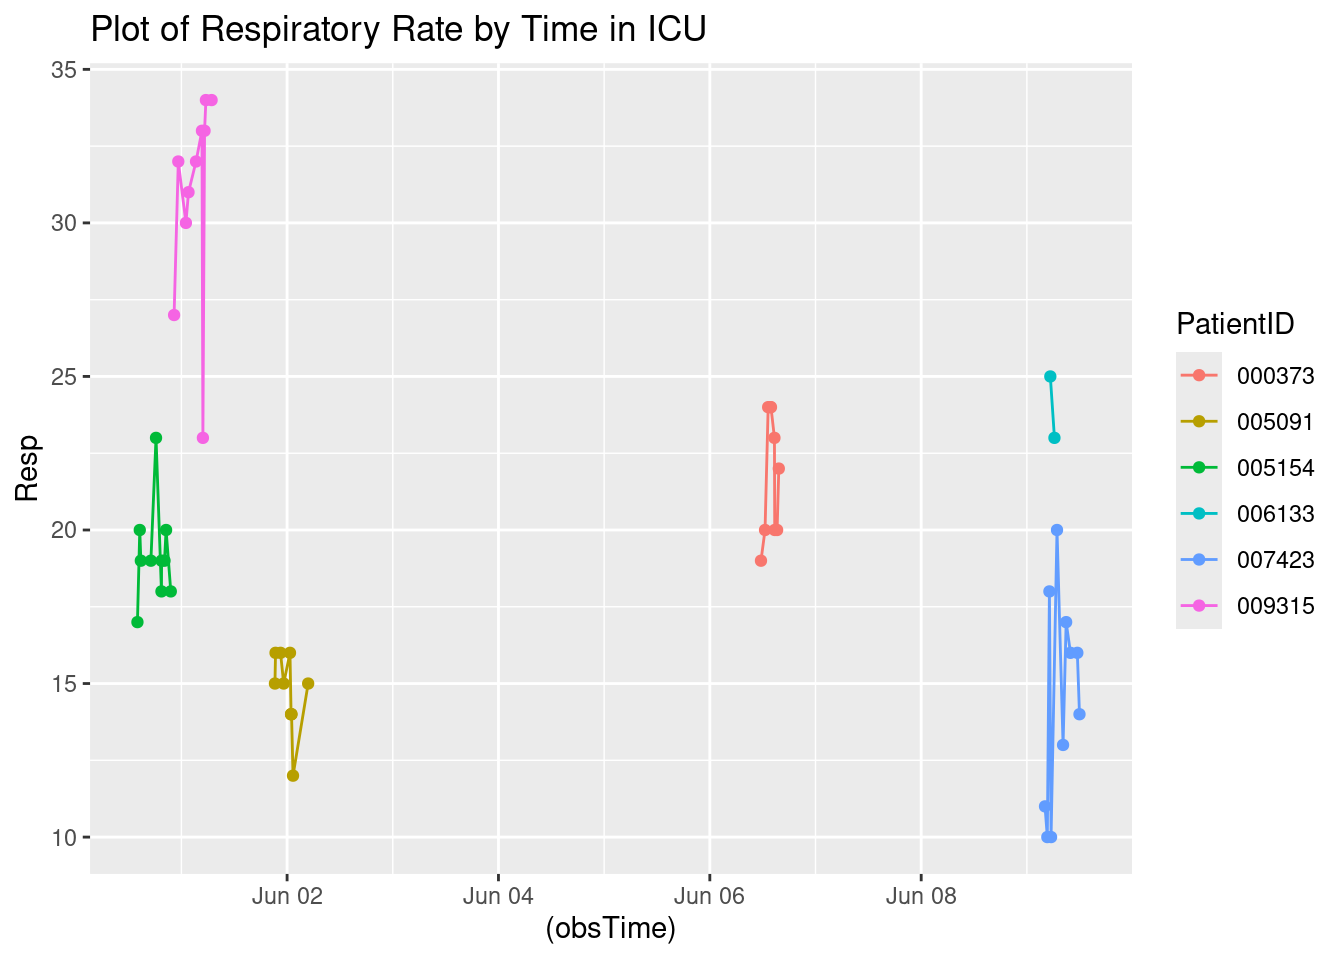 Plot of Respiratory Rate by Time in ICU
35
30
25
20
15
10
Resp
Jun 02
Jun 04
Jun 06
Jun 08
(obsTime)
PatientID
000373
005091
005154
006133
007423
009315